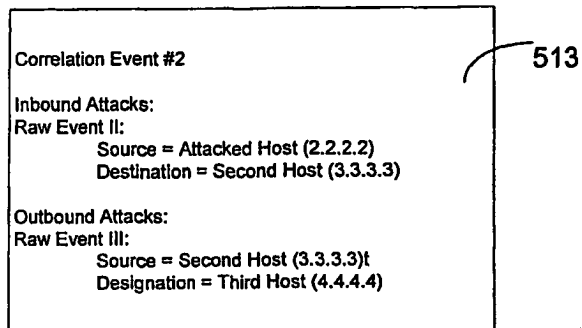 Correlation Event #2
513
Inbound Attacks:
Raw Event II:
Source = Attacked Host (2.2.2.2)
Destination = Second Host (3.3.3.3)
Outbound Attacks:
Raw Event III:
Source = Second Host (3.3.3.3)t
Designation = Third Host (4.4.4.4)